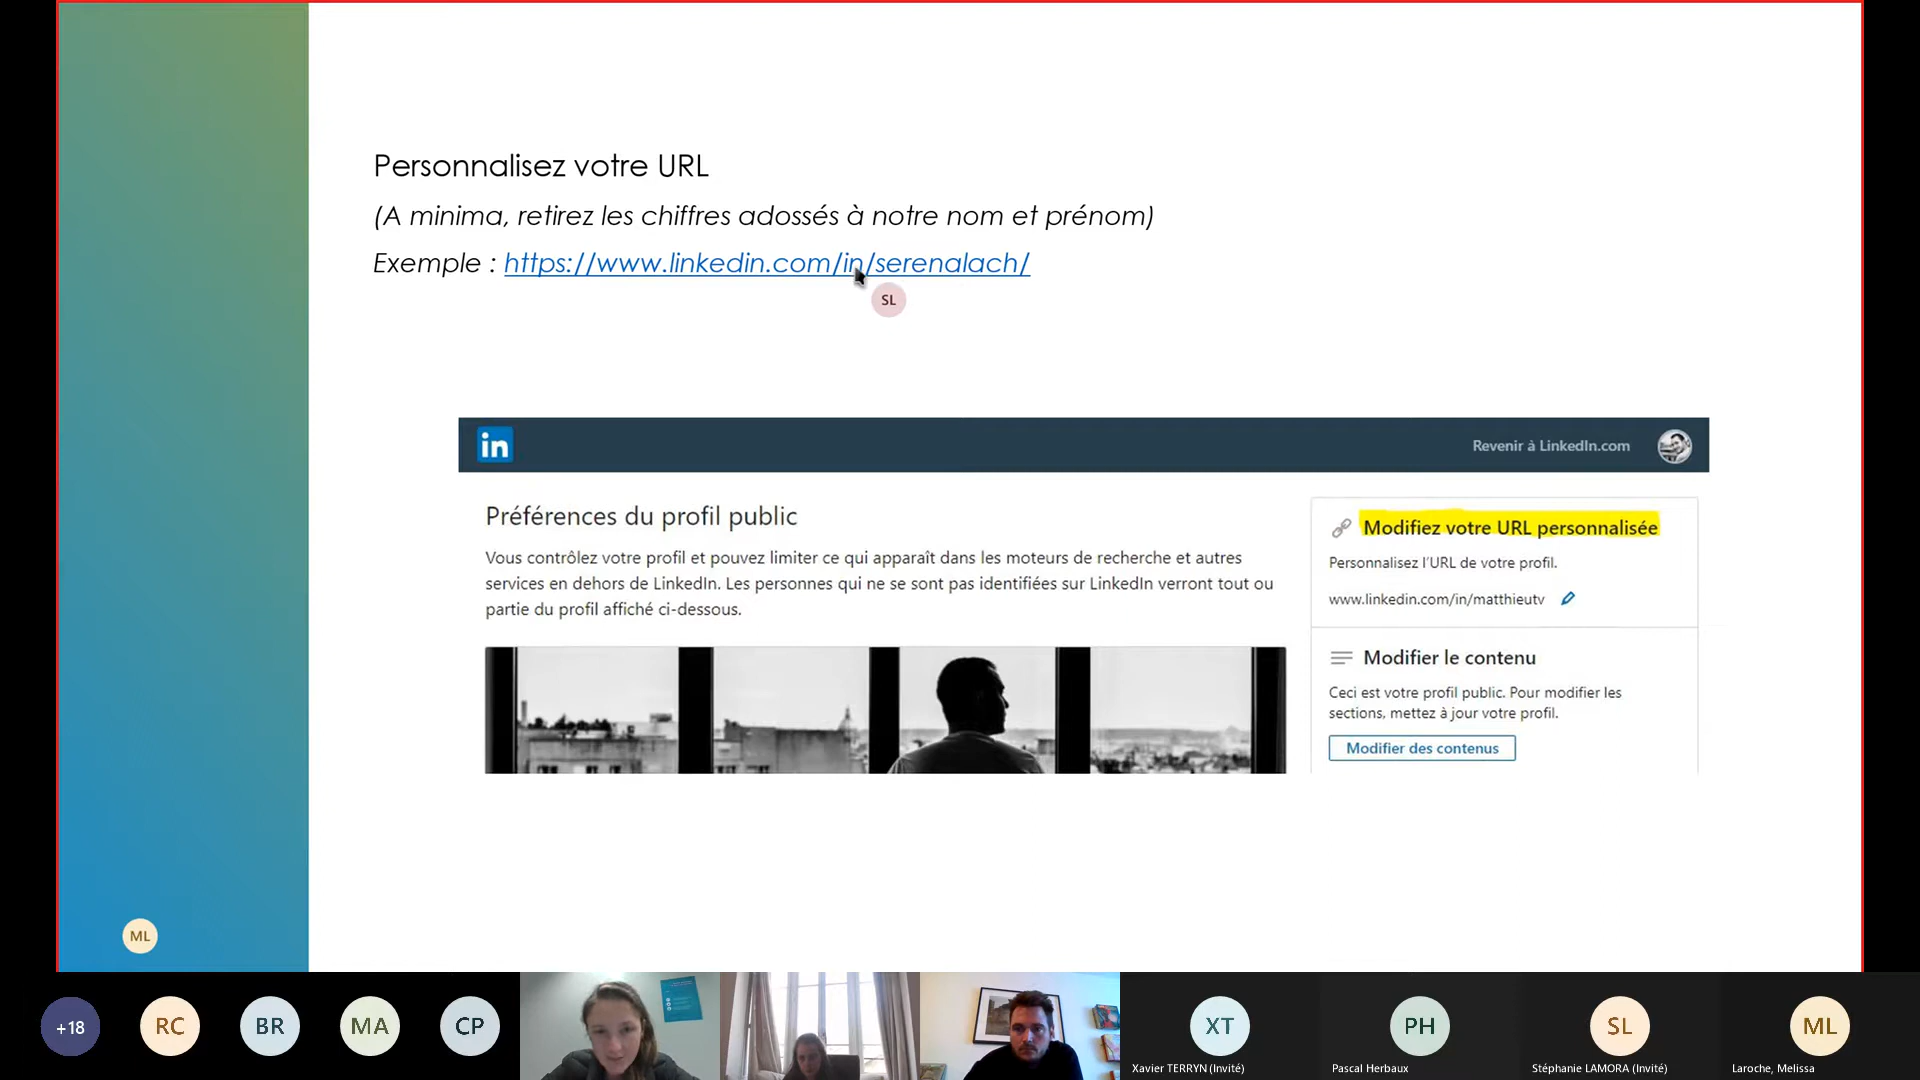 Personnalisez votre URL
(A minima, retirez les chiffres adossés à notre nom et prénom)
Exemple : https://www.linkedin.com/in/serenalach/
SL
in
Revenir à LinkedIn.com
Préférences du profil public
Vous contrôlez votre profil et pouvez limiter ce qui apparaît dans les moteurs de recherche et autres
services en dehors de LinkedIn. Les personnes qui ne se sont pas identifiées sur LinkedIn verront tout ou
partie du profil affiché ci-dessous.
Modifiez votre URL personnalisée
Personnalisez l'URL de votre profil.
www.linkedin.com/in/matthieutv
Modifier le contenu
Ceci est votre profil public. Pour modifier les
sections, mettez à jour votre profil.
Modifier des contenus
ML
+18
RC
BR
MA
CP
XT
Xavier TERRYN (Invité)
PH
Pascal Herbaux
SL
Stéphanie LAMORA (Invité)
ML
Laroche, Melissa